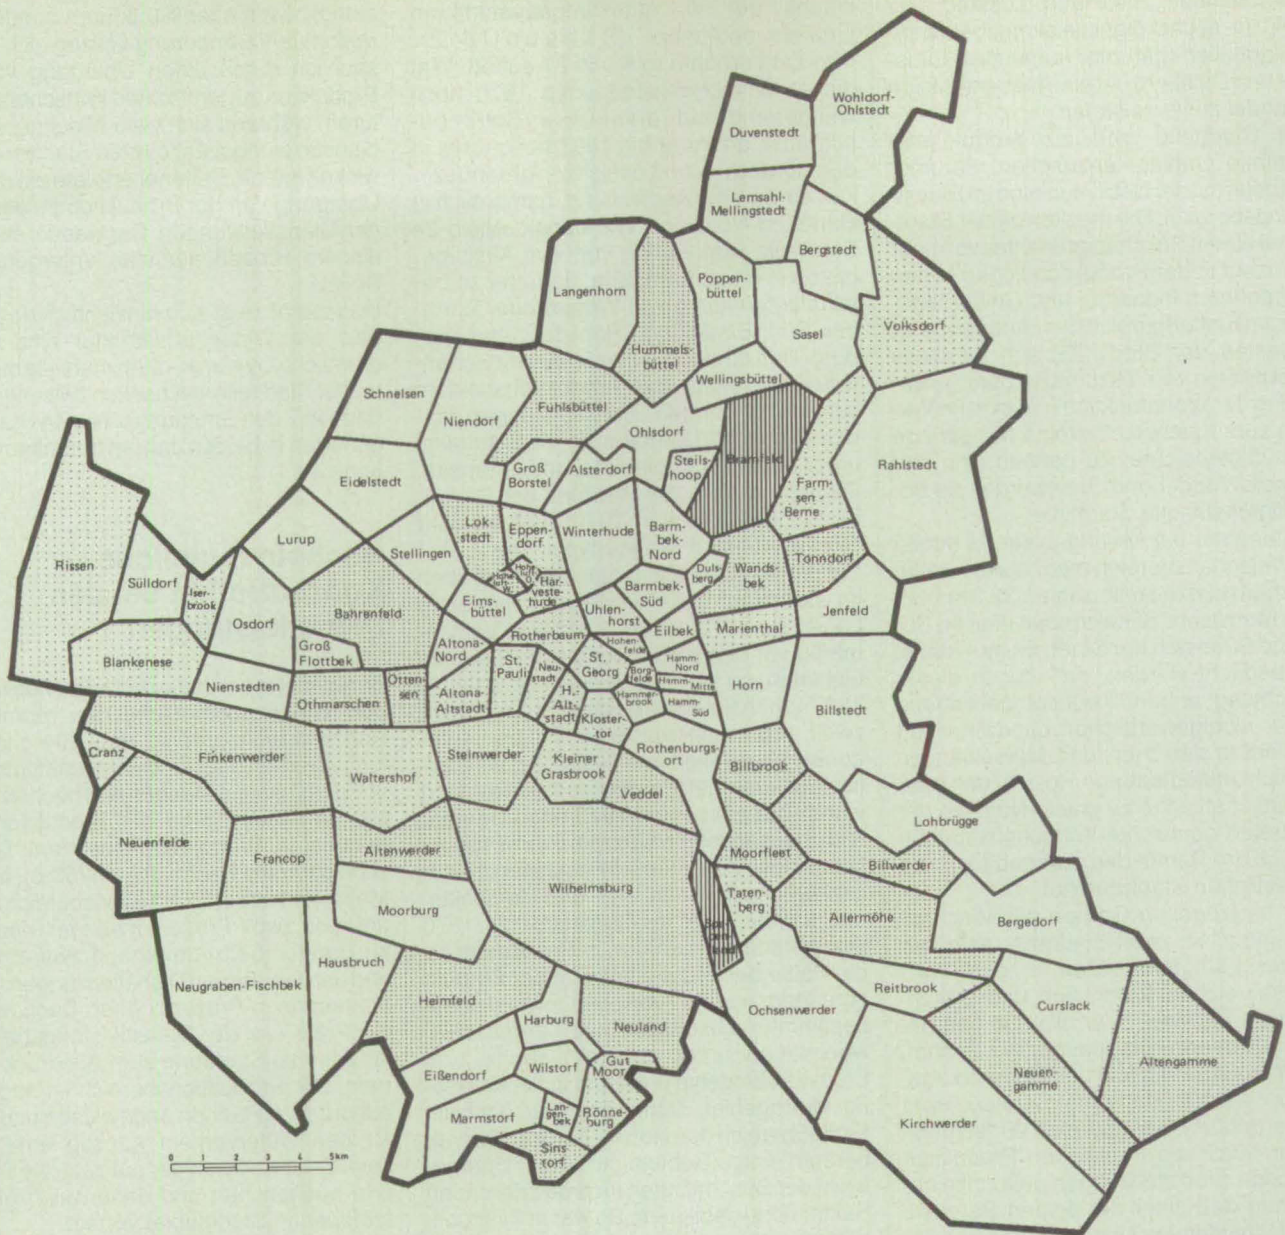 Wohldorf-
Ohlstedt
Duvenstedt
Lemsahl-
Mellingstedt
Bergstedt
Poppen-
büttel
Langenhorn
Sasel
Volksdorf
Hummels-
büttel
Wellingsbüttel
Schnelsen
Niendorf
Fuhlsbüttel
Ohlsdorf
Bramfeld
Steils-
hoop
Alsterdorf
Groß
Borstel
Rahlstedt
Farm-
sen-
Berne
Eidelstedt
Lok-
stedt
Eppen-
dorf
Winterhude
Barm-
bek-
Nord
Lurup
Stellingen
Tonndorf
Rissen
Sülldorf
Iser-
brook
Osdorf
Bahrenfeld
Hohe
luft-
W.
Hohe
luft-
O.
Har-
veste-
hude
Duls-
berg
Wands-
bek
Eims-
büttel
Barmbek-
Süd
Uhlen-
horst
Jenfeld
Marienthal
Eilbek
Blankenese
Groß
Flottbek
Altona-
Nord
Rotherbaum
Hohen-
felde
St.
Georg
Hamm-
Nord
Nienstedten
Otten-
sen
St.
Pauli
Neu-
stadt
Borg-
felde
Hamm-
Mitte
Horn
Othmarschen
Altona-
Altstadt
H.
Alt
stadt
Hammer-
brook
Hamm-
Süd
Billstedt
Kloster-
tor
Cranz
Finkenwerder
Steinwerder
Kleiner
Grasbrook
Rothenburgs-
ort
Waltershof
Billbrook
Veddel
Lohbrügge
Neuenfelde
Francop
Altenwerder
Moorfleet
Billwerder
Wilhelmsburg
Taten-
berg
Moorburg
Allermöhe
Bergedorf
Hausbruch
Neugraben-Fischbek
Heimfeld
Reitbrook
Ochsenwerder
Curslack
Harburg
Neuland
Altengamme
Neuen-
gamme
Gut
Moor
Wilstorf
Eißendorf
Lan-
gen-
bek
Rönne-
burg
Marmstorf
Kirchwerder
Sins
torf
0 1 2 3 4 5km